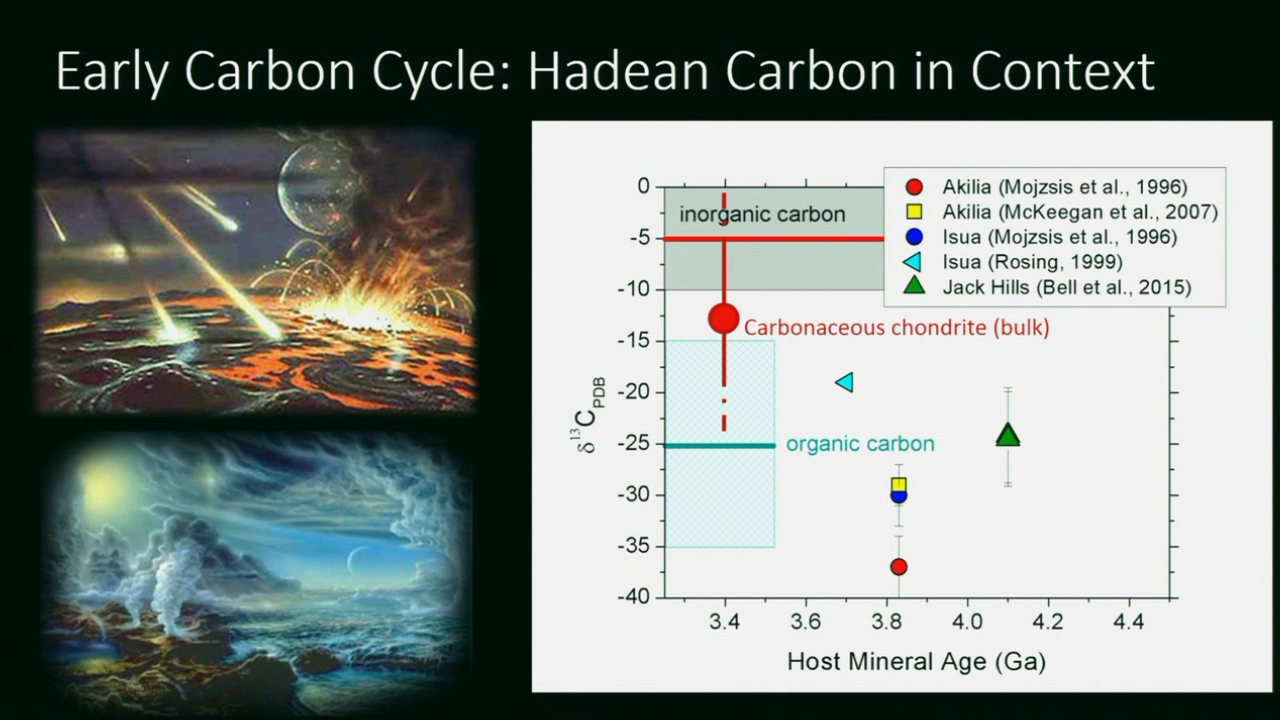 Early Carbon Cycle: Hadean Carbon in Context
0
-5
-10
-15
-20
-25
-30
-35
-40
δ13CPDB
inorganic carbon
Akilia (Mojzsis et al., 1996)
Akilia (McKeegan et al., 2007)
Isua (Mojzsis et al., 1996)
Isua (Rosing, 1999)
Jack Hills (Bell et al., 2015)
Carbonaceous chondrite (bulk)
organic carbon
3.4 3.6 3.8 4.0 4.2 4.4
Host Mineral Age (Ga)